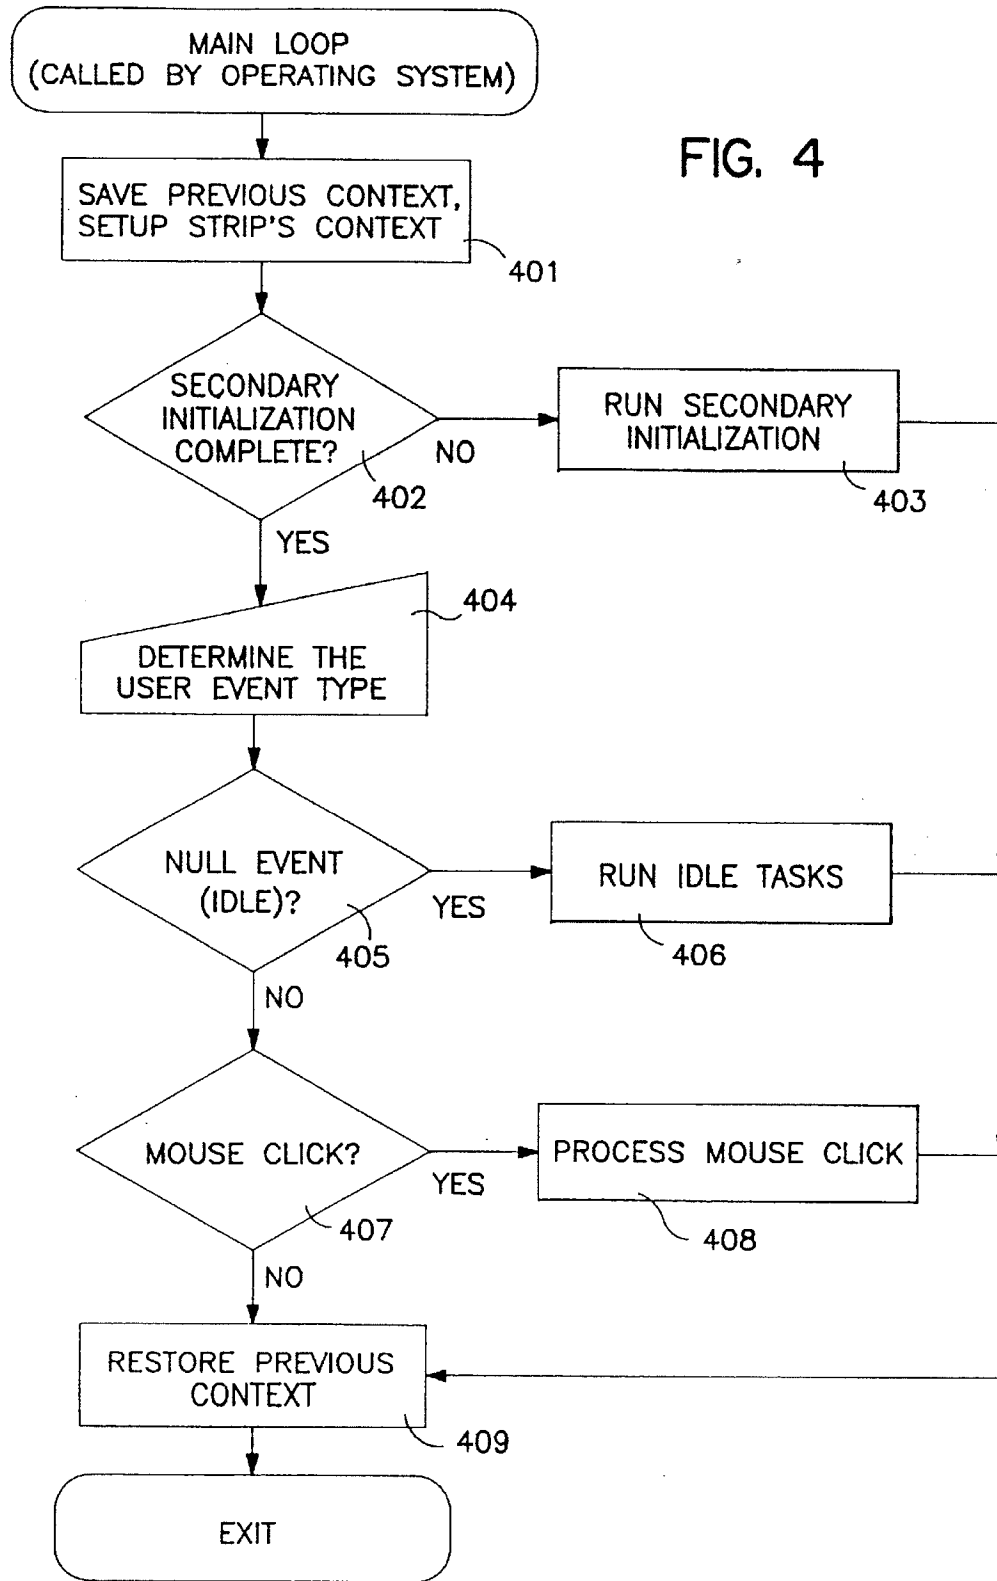 MAIN LOOP
(CALLED BY OPERATING SYSTEM)
FIG. 4
SAVE PREVIOUS CONTEXT,
SETUP STRIP'S CONTEXT
401
SECONDARY
INITIALIZATION
COMPLETE?
402
NO
RUN SECONDARY
INITIALIZATION
403
YES
404
DETERMINE THE
USER EVENT TYPE
NULL EVENT
(IDLE)?
405
YES
RUN IDLE TASKS
406
NO
MOUSE CLICK?
407
YES
PROCESS MOUSE CLICK
408
NO
RESTORE PREVIOUS
CONTEXT
409
EXIT